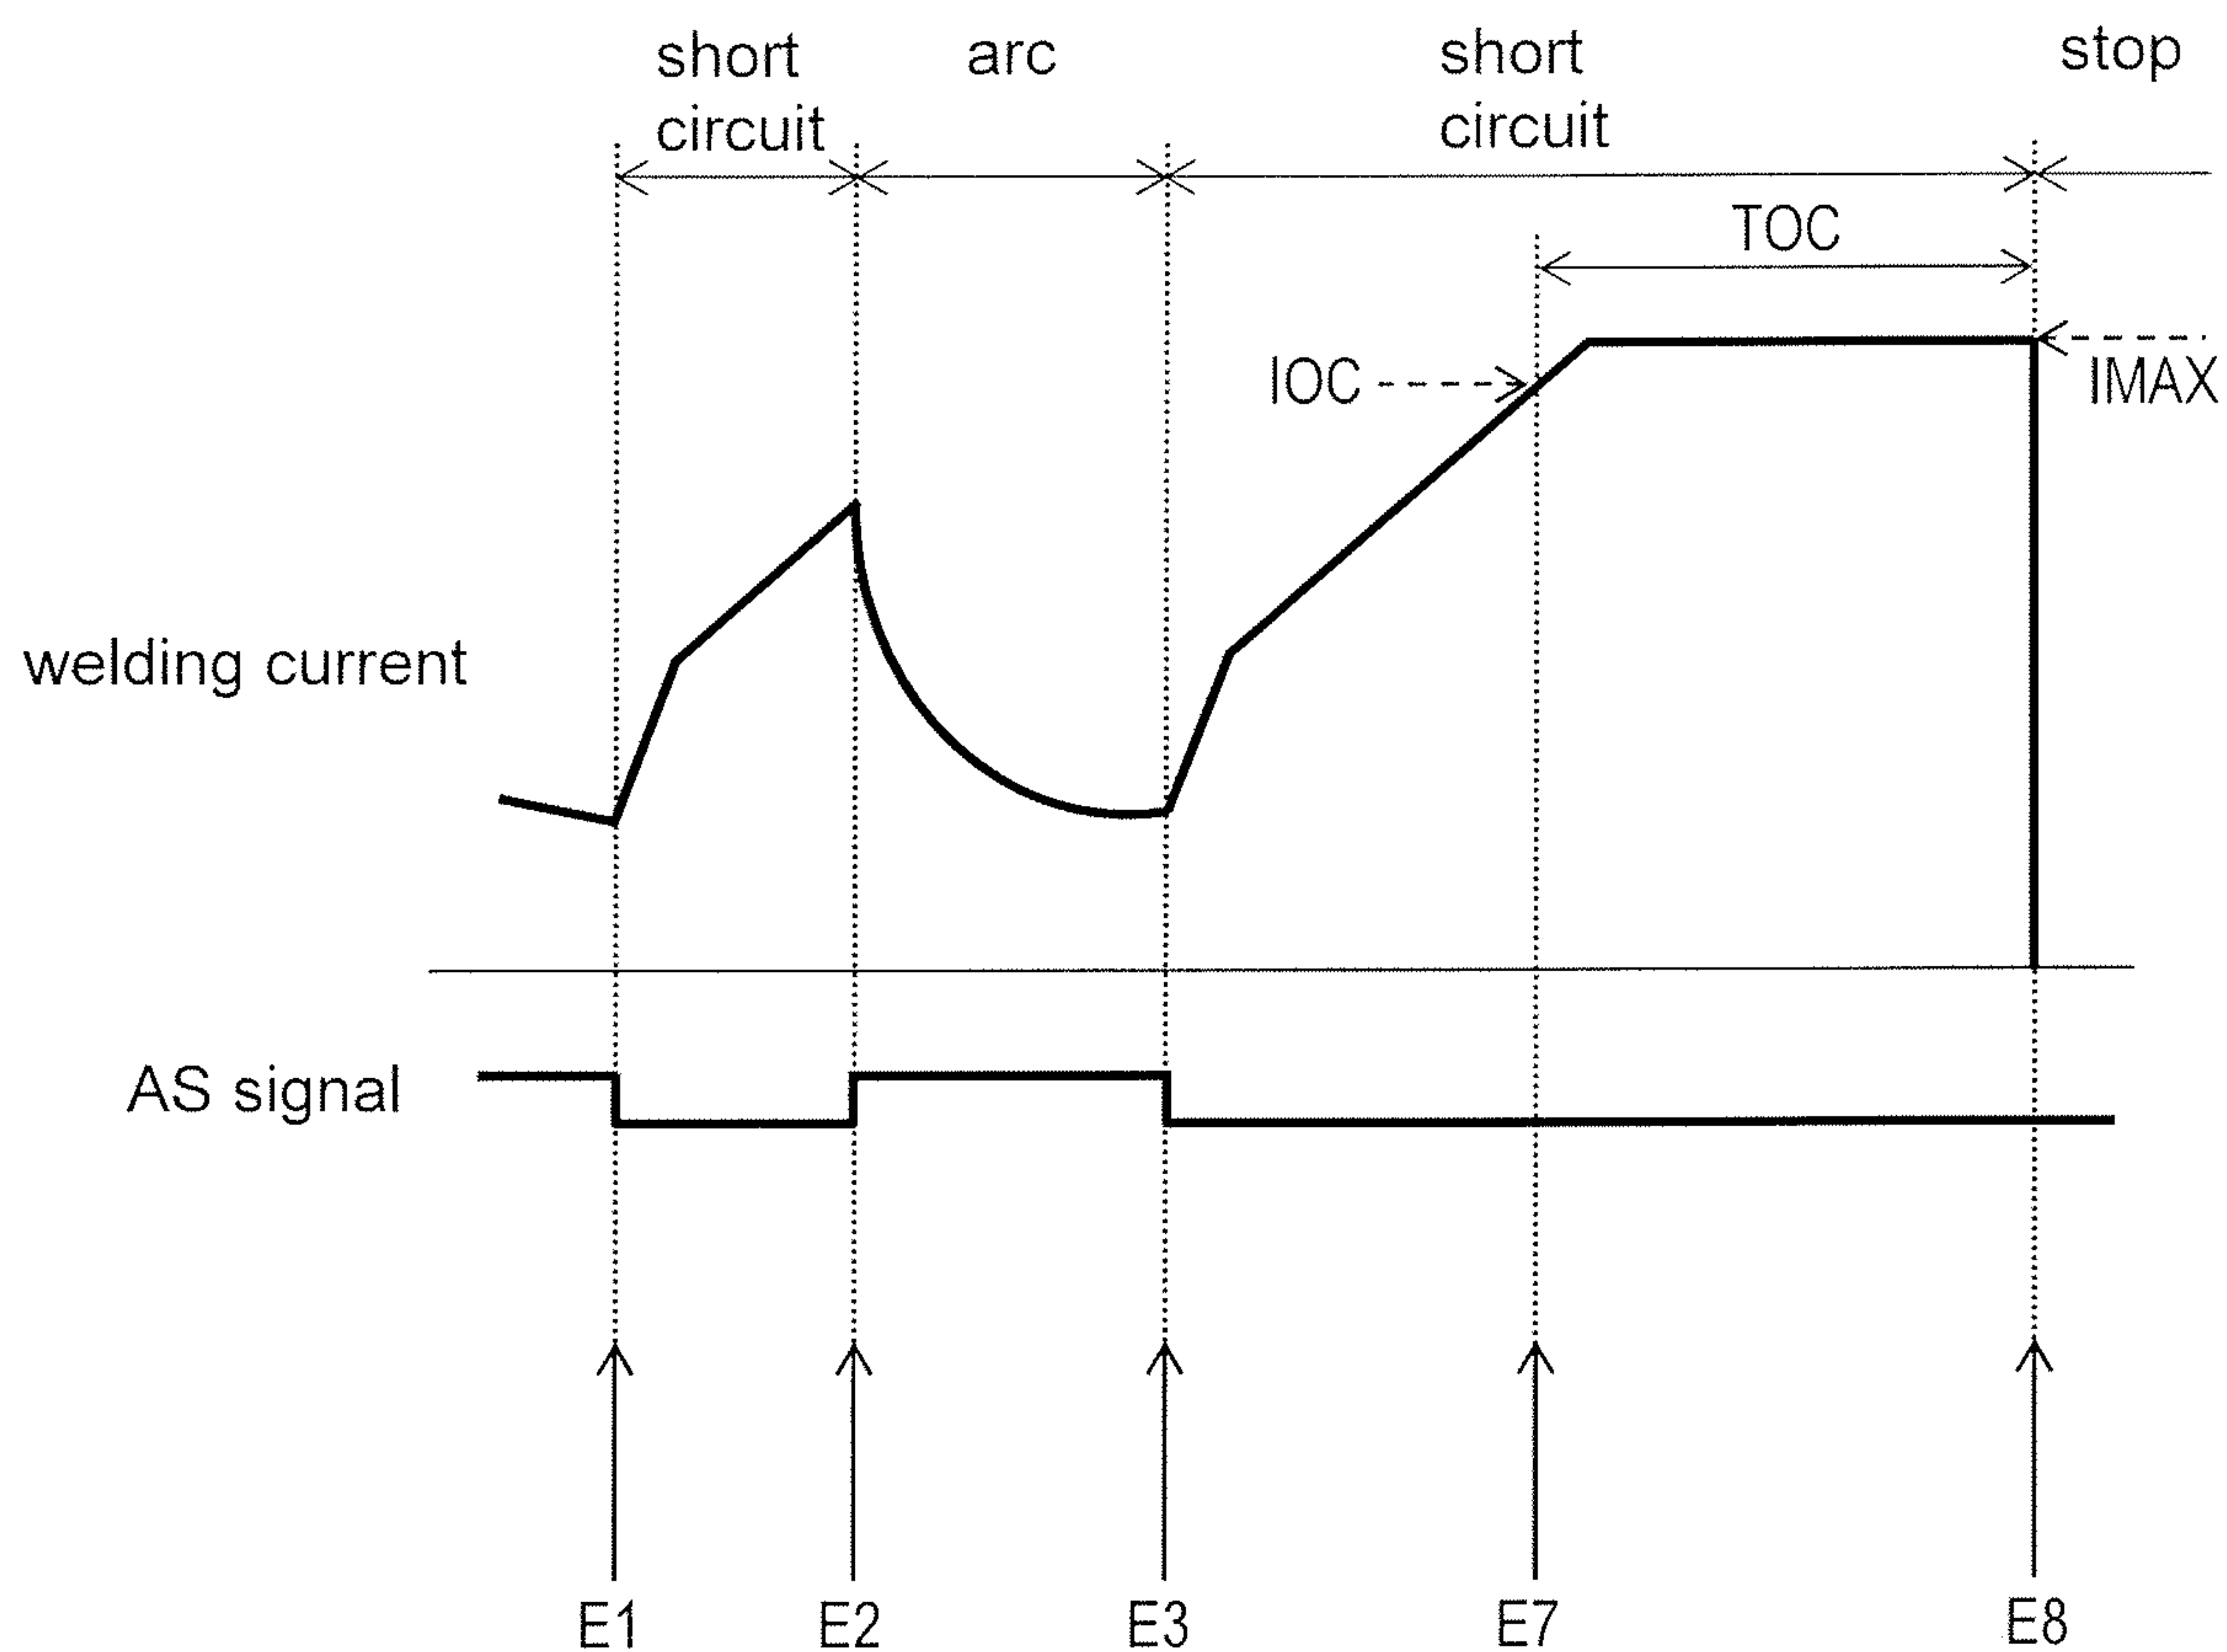 short
circuit
arc
short
circuit
stop
TOC
IOC
IMAX
welding current
AS signal
E1
E2
E3
E7
E8